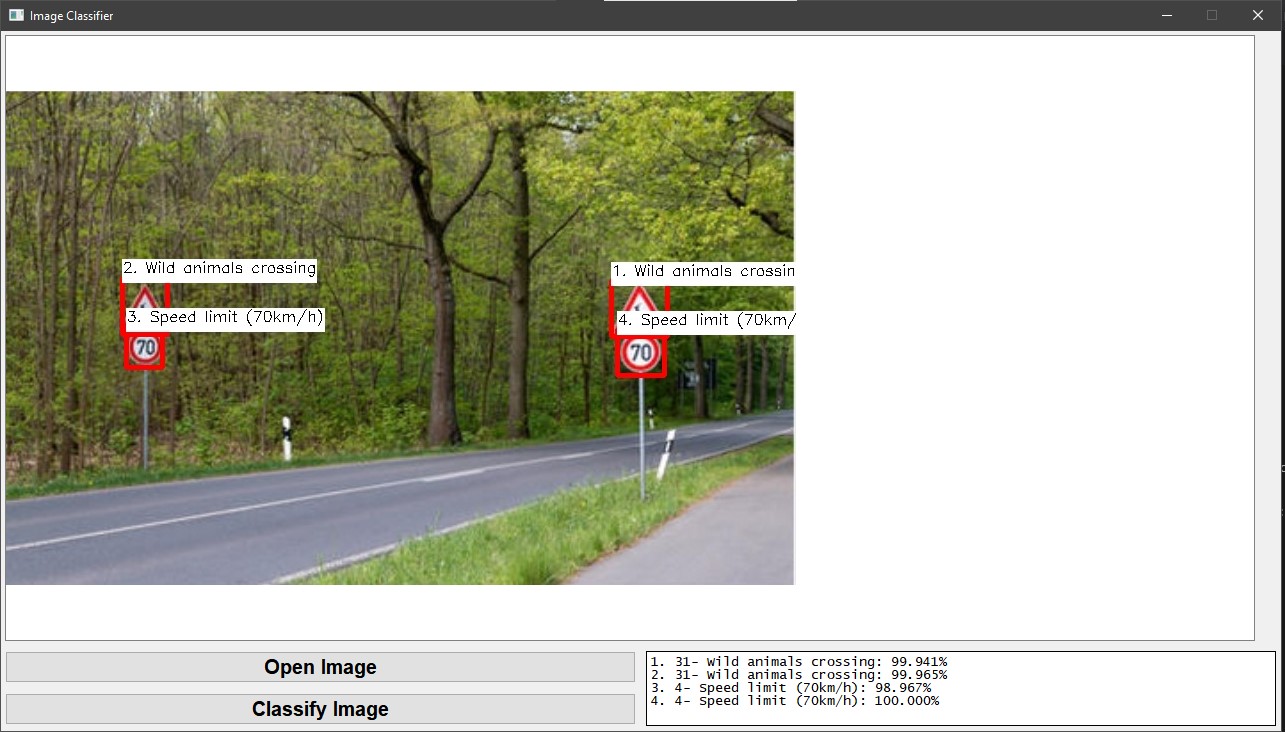 Image Classifier
2. Wild animals crossing
1. Wild animals crossin
3. Speed limit (70km/h)
4. Speed limit (70km/
70
70
Open Image
Classify Image
1. 31- Wild animals crossing: 99.941%
2. 31- Wild animals crossing: 99.965%
3. 4- Speed limit (70km/h): 98.967%
4. 4- Speed limit (70km/h): 100.000%